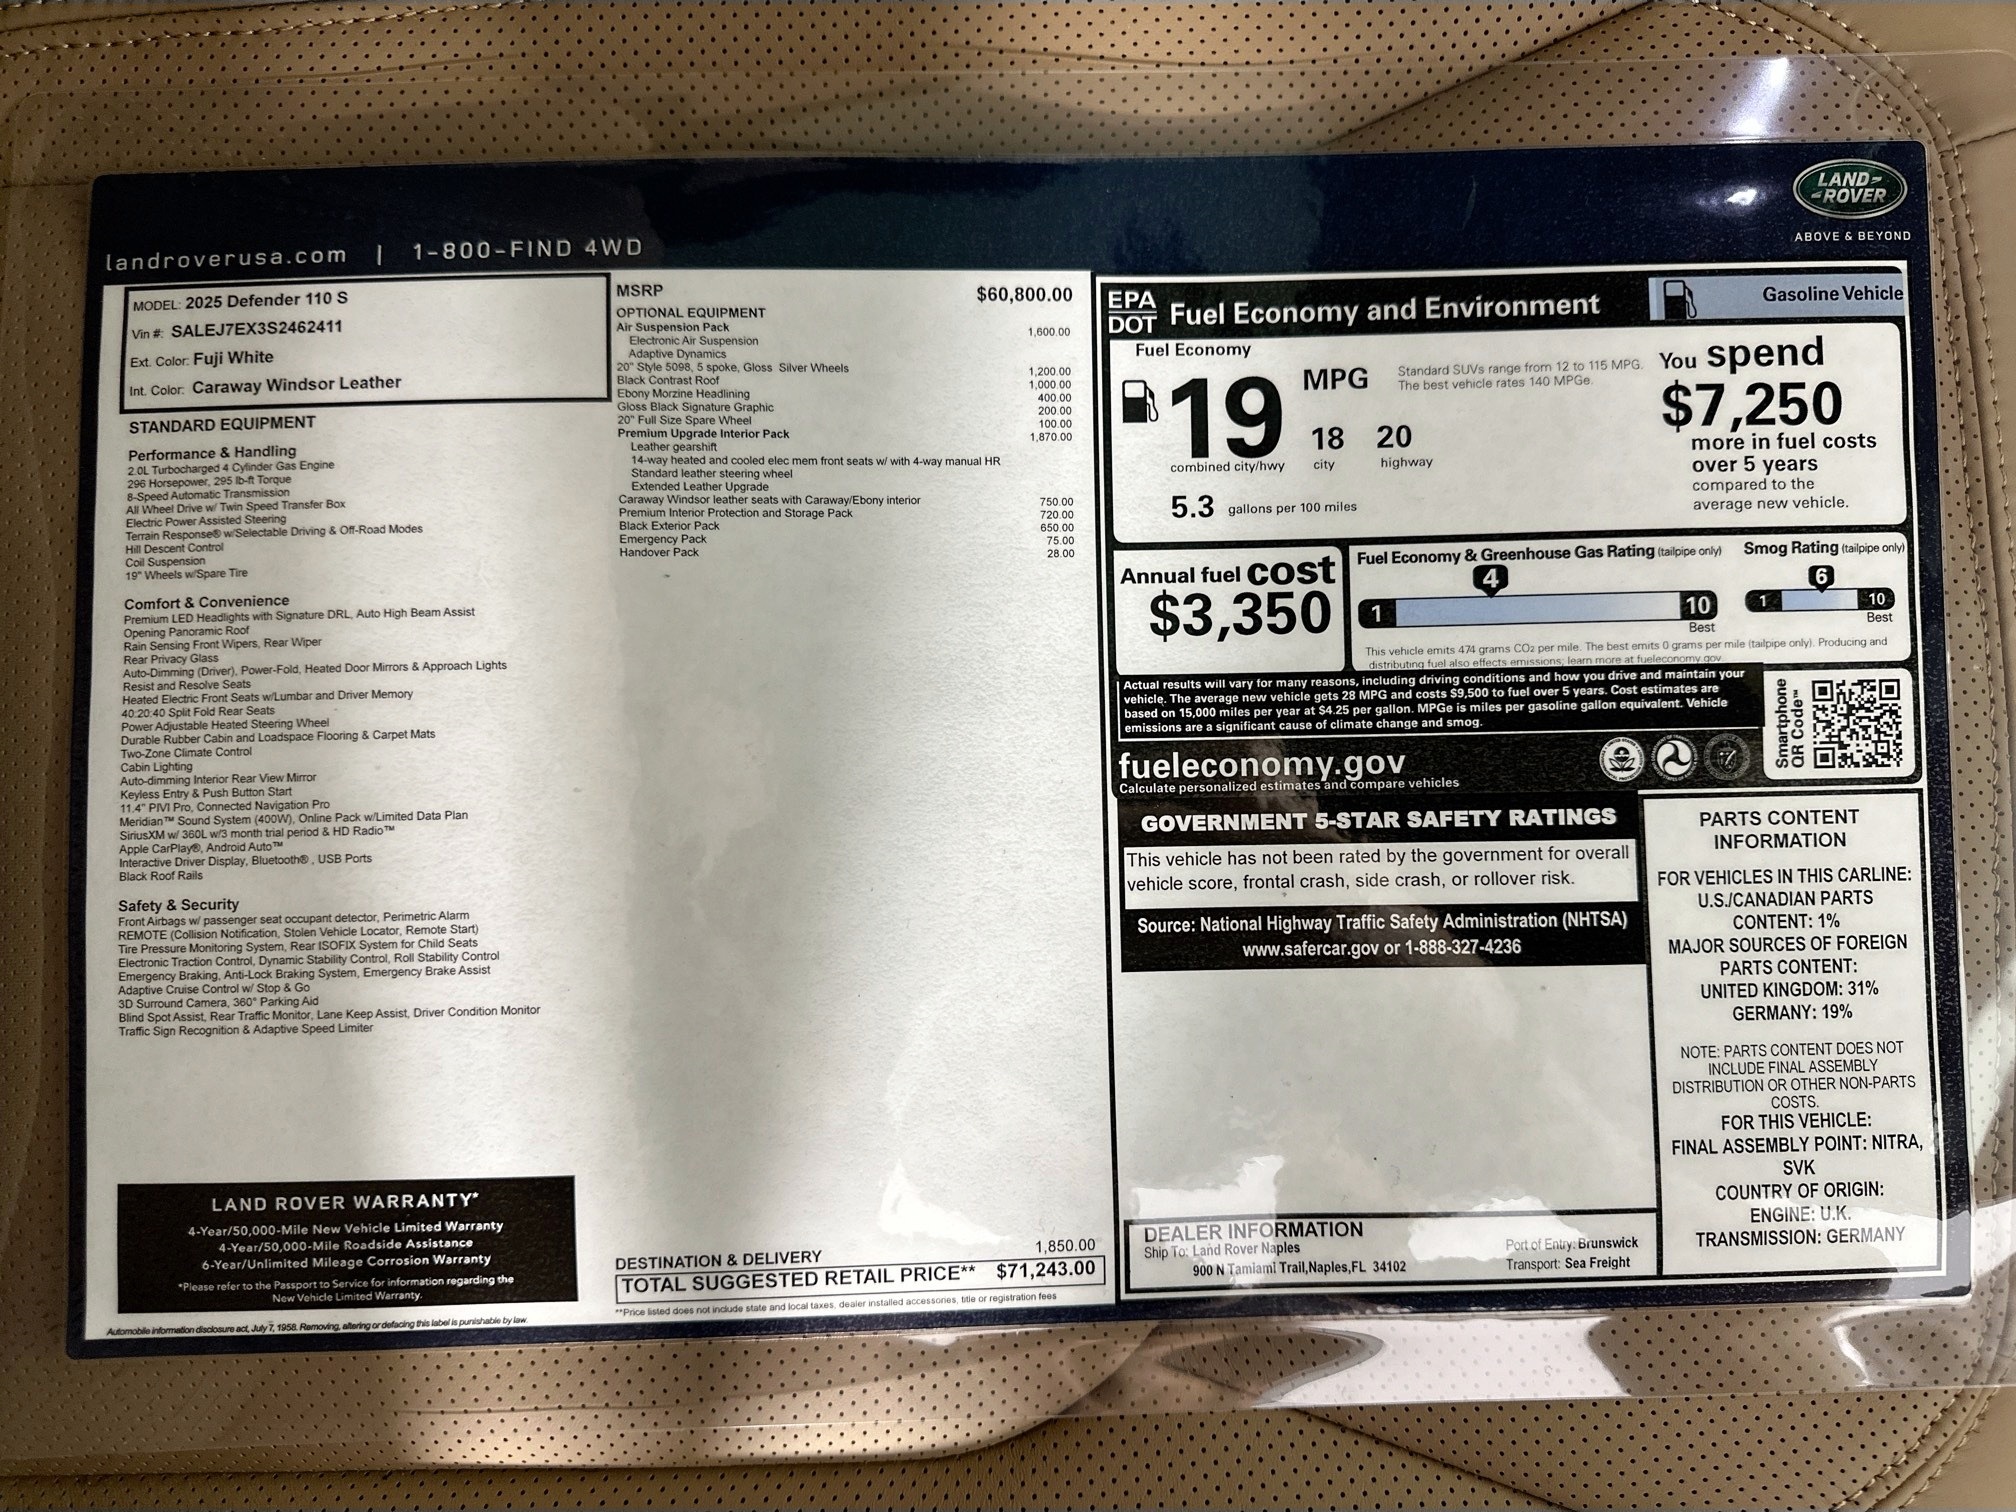 LAND-
-ROVER
ABOVE & BEYOND
landroverusa.com | 1-800-FIND 4WD
MODEL: 2025 Defender 110 S
Vin #: SALEJ7EX3S2462411
Ext. Color: Fuji White
Int. Color: Caraway Windsor Leather
STANDARD EQUIPMENT
Performance & Handling
2.0L Turbocharged 4 Cylinder Gas Engine
296 Horsepower, 295 lb-ft Torque
8-Speed Automatic Transmission
All Wheel Drive w/ Twin Speed Transfer Box
Electric Power Assisted Steering
Terrain Response® w/Selectable Driving & Off-Road Modes
Hill Descent Control
Coil Suspension
19" Wheels w/Spare Tire
Comfort & Convenience
Premium LED Headlights with Signature DRL, Auto High Beam Assist
Opening Panoramic Roof
Rain Sensing Front Wipers, Rear Wiper
Rear Privacy Glass
Auto-Dimming (Driver), Power-Fold, Heated Door Mirrors & Approach Lights
Resist and Resolve Seats
Heated Electric Front Seats w/Lumbar and Driver Memory
40:20:40 Split Fold Rear Seats
Power Adjustable Heated Steering Wheel
Durable Rubber Cabin and Loadspace Flooring & Carpet Mats
Two-Zone Climate Control
Cabin Lighting
Auto-dimming Interior Rear View Mirror
Keyless Entry & Push Button Start
11.4" PIVI Pro, Connected Navigation Pro
Meridian™ Sound System (400W), Online Pack w/Limited Data Plan
SiriusXM w/ 360L w/3 month trial period & HD Radio™
Apple CarPlay®, Android Auto™
Interactive Driver Display, Bluetooth® , USB Ports
Black Roof Rails
Safety & Security
Front Airbags w/ passenger seat occupant detector, Perimetric Alarm
REMOTE (Collision Notification, Stolen Vehicle Locator, Remote Start)
Tire Pressure Monitoring System, Rear ISOFIX System for Child Seats
Electronic Traction Control, Dynamic Stability Control, Roll Stability Control
Emergency Braking, Anti-Lock Braking System, Emergency Brake Assist
Adaptive Cruise Control w/ Stop & Go
3D Surround Camera, 360° Parking Aid
Blind Spot Assist, Rear Traffic Monitor, Lane Keep Assist, Driver Condition Monitor
Traffic Sign Recognition & Adaptive Speed Limiter
LAND ROVER WARRANTY*
4-Year/50,000-Mile New Vehicle Limited Warranty
4-Year/50,000-Mile Roadside Assistance
6-Year/Unlimited Mileage Corrosion Warranty
*Please refer to the Passport to Service for information regarding the
New Vehicle Limited Warranty.
Automobile information disclosure act, July 7, 1958. Removing, altering or defacing this label is punishable by law.
MSRP $60,800.00
OPTIONAL EQUIPMENT
Air Suspension Pack 1,600.00
Electronic Air Suspension
Adaptive Dynamics
20" Style 5098, 5 spoke, Gloss Silver Wheels 1,200.00
Black Contrast Roof 1,000.00
Ebony Morzine Headlining 400.00
Gloss Black Signature Graphic 200.00
20" Full Size Spare Wheel 100.00
Premium Upgrade Interior Pack 1,870.00
Leather gearshift
14-way heated and cooled elec mem front seats w/ with 4-way manual HR
Standard leather steering wheel
Extended Leather Upgrade
Caraway Windsor leather seats with Caraway/Ebony interior 750.00
Premium Interior Protection and Storage Pack 720.00
Black Exterior Pack 650.00
Emergency Pack 75.00
Handover Pack 28.00
DESTINATION & DELIVERY 1,850.00
TOTAL SUGGESTED RETAIL PRICE** $71,243.00
**Price listed does not include state and local taxes, dealer installed accessories, title or registration fees
EPA
DOT
Fuel Economy and Environment
Gasoline Vehicle
Fuel Economy
19
MPG
combined city/hwy
18
city
20
highway
5.3 gallons per 100 miles
Standard SUVs range from 12 to 115 MPG.
The best vehicle rates 140 MPGe.
You spend
$7,250
more in fuel costs
over 5 years
compared to the
average new vehicle.
Annual fuel cost
$3,350
Fuel Economy & Greenhouse Gas Rating (tailpipe only)
4
1
10
Best
Smog Rating (tailpipe only)
6
1
10
Best
This vehicle emits 474 grams CO2 per mile. The best emits 0 grams per mile (tailpipe only). Producing and
distributing fuel also effects emissions; learn more at fueleconomy.gov
Actual results will vary for many reasons, including driving conditions and how you drive and maintain your
vehicle. The average new vehicle gets 28 MPG and costs $9,500 to fuel over 5 years. Cost estimates are
based on 15,000 miles per year at $4.25 per gallon. MPGe is miles per gasoline gallon equivalent. Vehicle
emissions are a significant cause of climate change and smog.
fueleconomy.gov
Calculate personalized estimates and compare vehicles
Smartphone
QR Code™
GOVERNMENT 5-STAR SAFETY RATINGS
This vehicle has not been rated by the government for overall
vehicle score, frontal crash, side crash, or rollover risk.
Source: National Highway Traffic Safety Administration (NHTSA)
www.safercar.gov or 1-888-327-4236
PARTS CONTENT
INFORMATION
FOR VEHICLES IN THIS CARLINE:
U.S./CANADIAN PARTS
CONTENT: 1%
MAJOR SOURCES OF FOREIGN
PARTS CONTENT:
UNITED KINGDOM: 31%
GERMANY: 19%
NOTE: PARTS CONTENT DOES NOT
INCLUDE FINAL ASSEMBLY
DISTRIBUTION OR OTHER NON-PARTS
COSTS.
FOR THIS VEHICLE:
FINAL ASSEMBLY POINT: NITRA,
SVK
COUNTRY OF ORIGIN:
ENGINE: U.K.
TRANSMISSION: GERMANY
DEALER INFORMATION
Ship To: Land Rover Naples
900 N Tamiami Trail,Naples,FL 34102
Port of Entry: Brunswick
Transport: Sea Freight